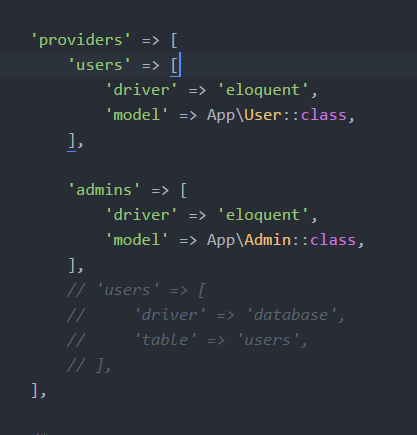 'providers' => [
'users' => [
'driver' => 'eloquent',
'model' => App\User::class,
],
'admins' => [
'driver' => 'eloquent',
'model' => App\Admin::class,
],
// 'users' => [
//     'driver' => 'database',
//     'table' => 'users',
// ],
],